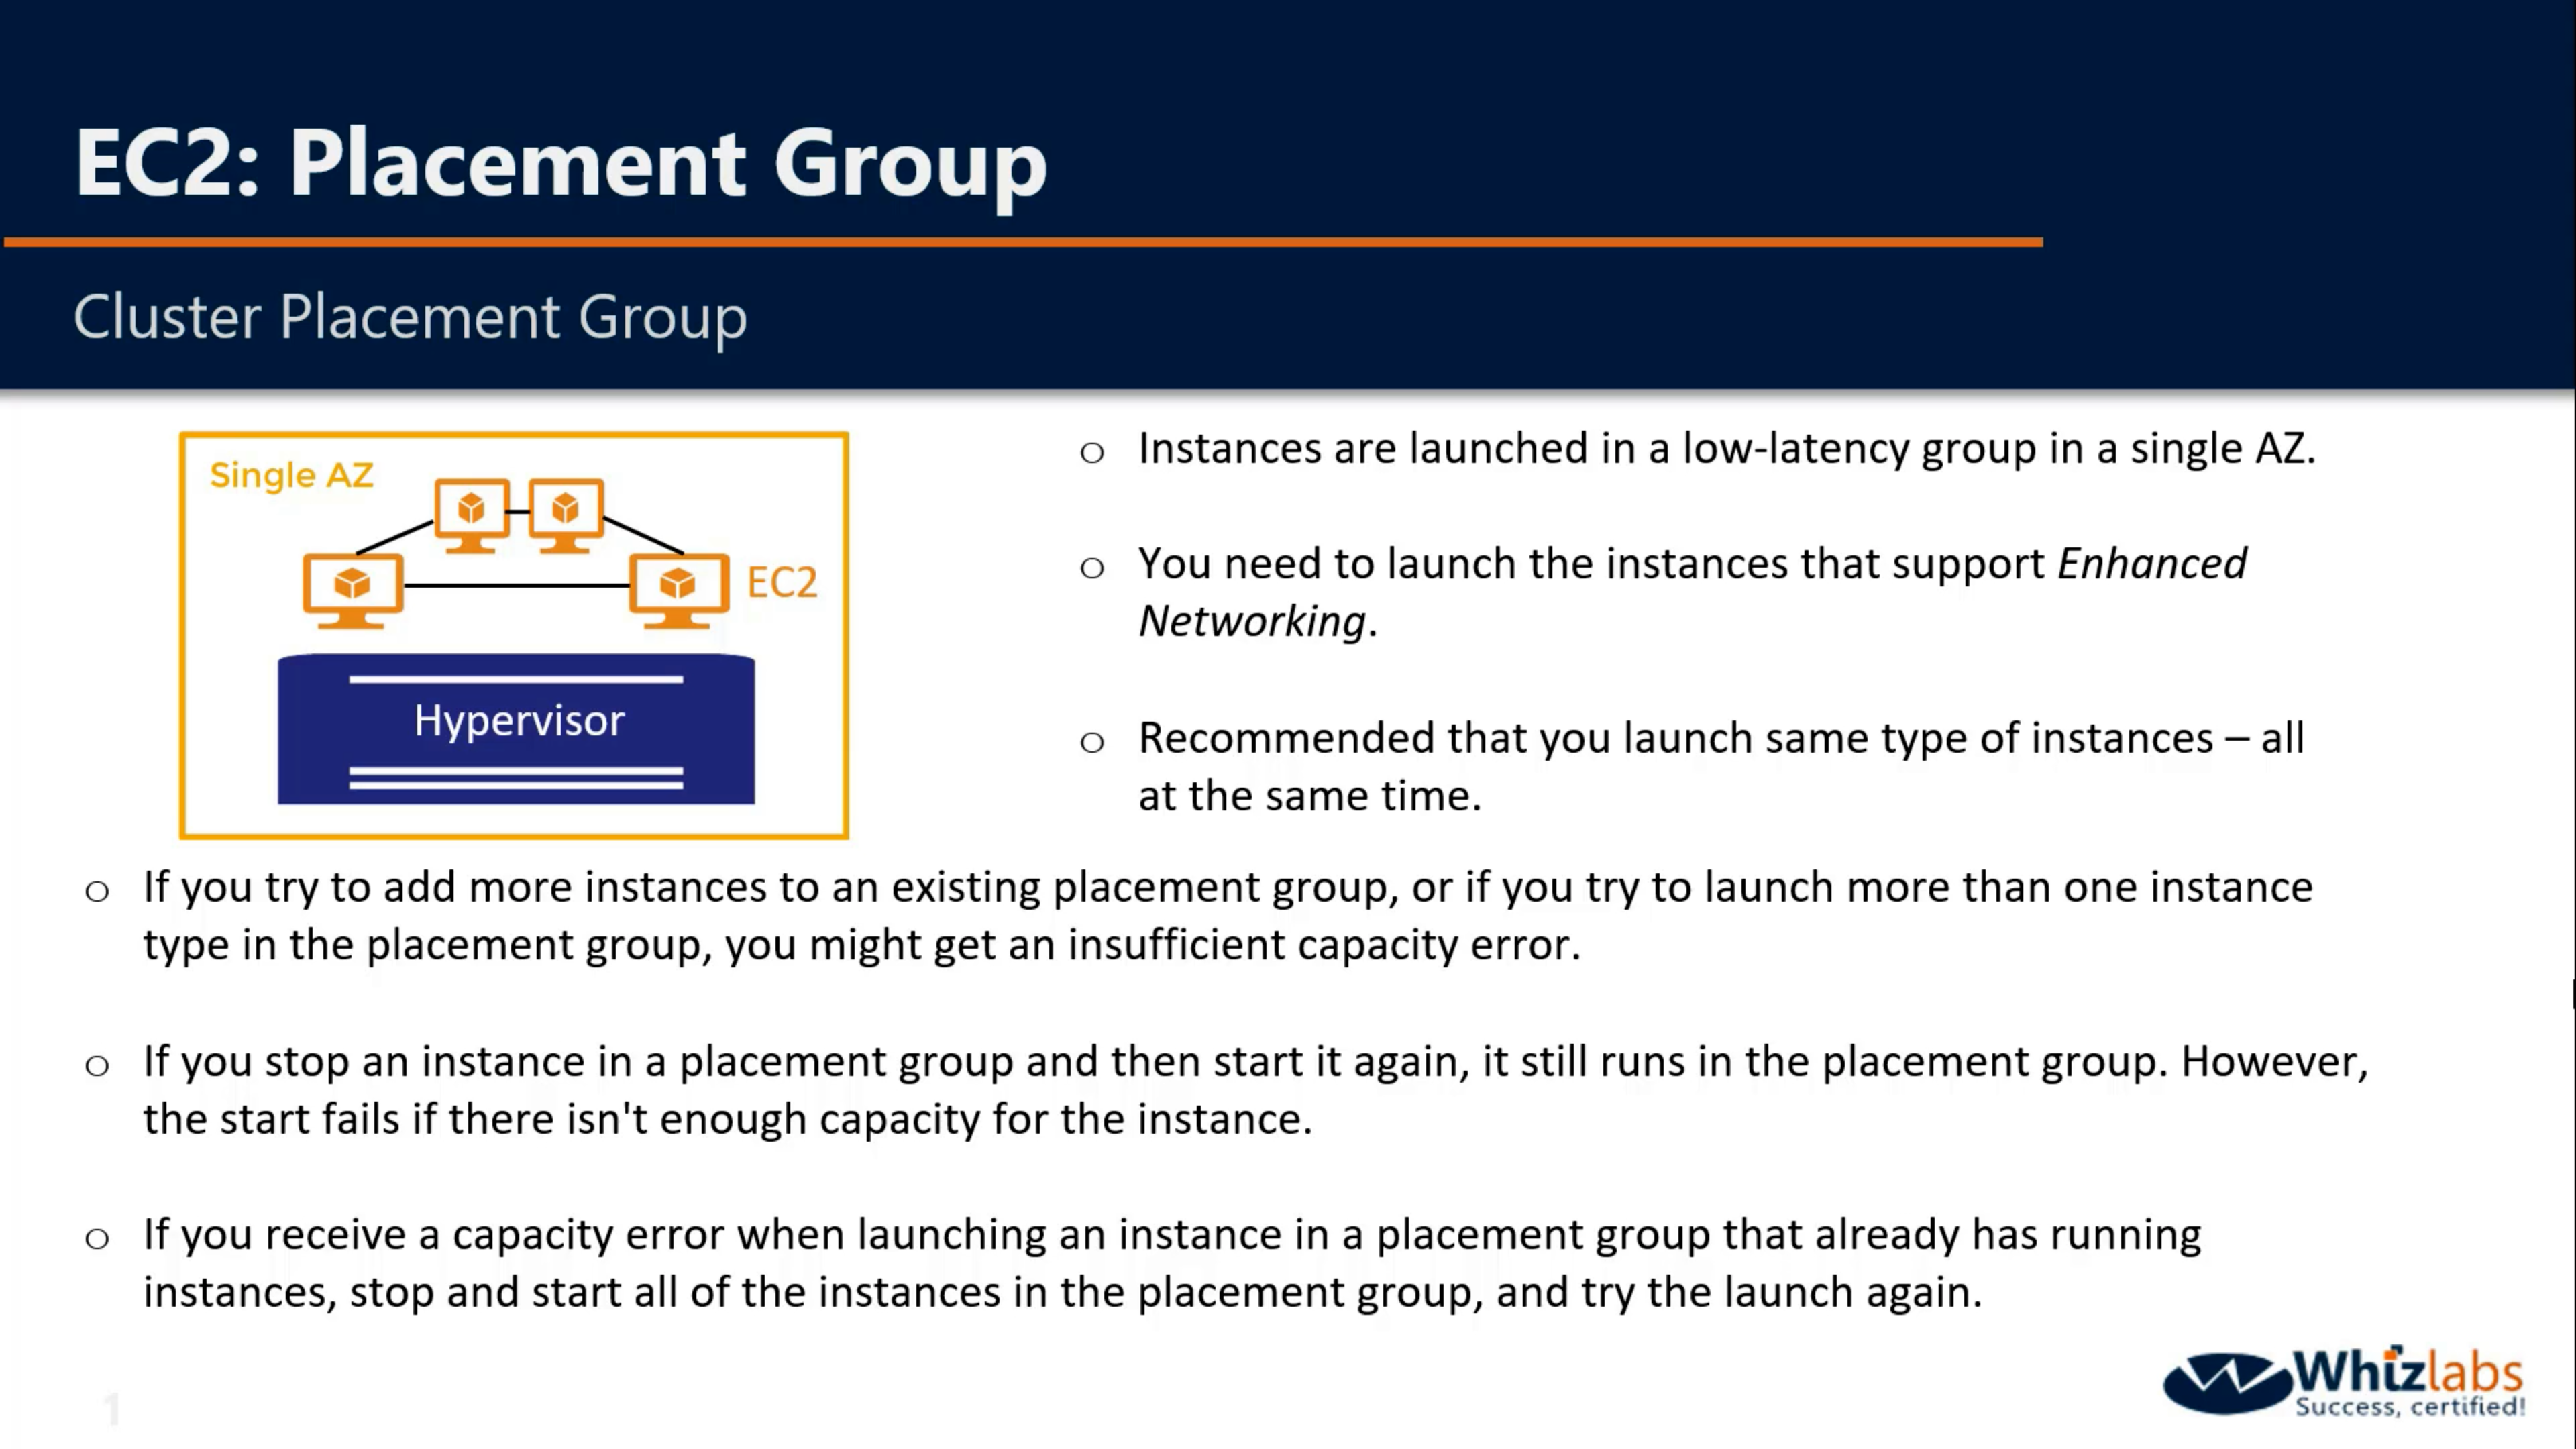 EC2: Placement Group
Cluster Placement Group
Single AZ
EC2
Hypervisor
o Instances are launched in a low-latency group in a single AZ.
o You need to launch the instances that support Enhanced
Networking.
o Recommended that you launch same type of instances – all
at the same time.
o If you try to add more instances to an existing placement group, or if you try to launch more than one instance
type in the placement group, you might get an insufficient capacity error.
o If you stop an instance in a placement group and then start it again, it still runs in the placement group. However,
the start fails if there isn't enough capacity for the instance.
o If you receive a capacity error when launching an instance in a placement group that already has running
instances, stop and start all of the instances in the placement group, and try the launch again.
1
Whizlabs
Success, certified!